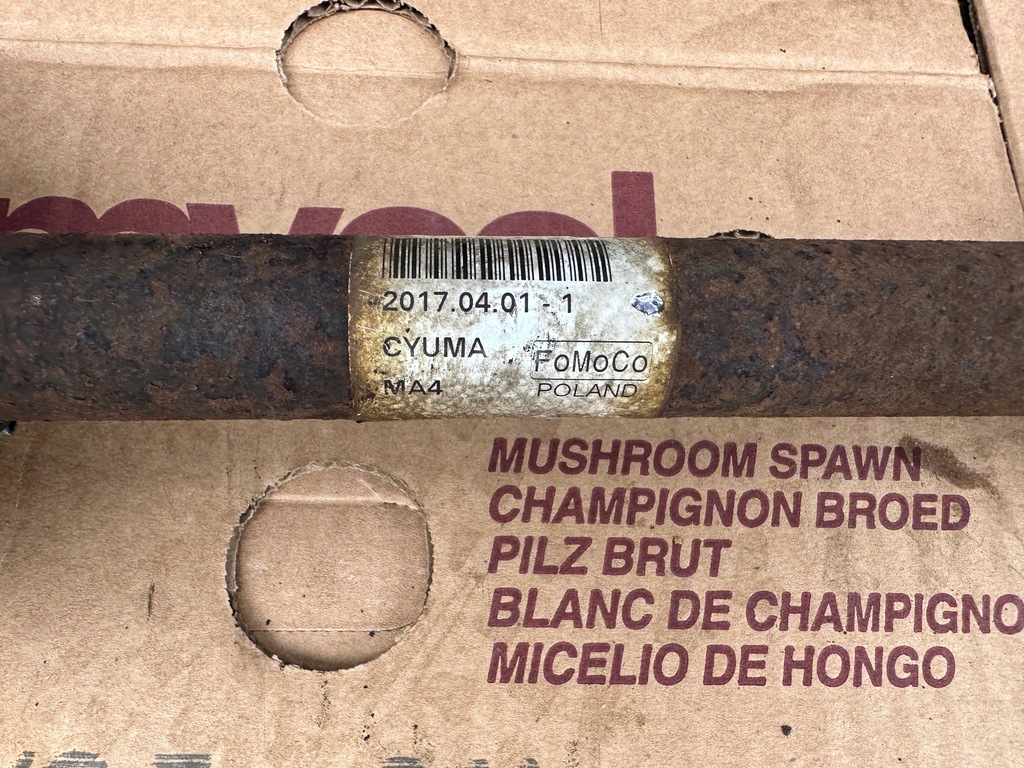 2017.04.01 - 1
CYUMA
FoMoCo
MA4
POLAND
MUSHROOM SPAWN
CHAMPIGNON BROED
PILZ BRUT
BLANC DE CHAMPIGNO
MICELIO DE HONGO